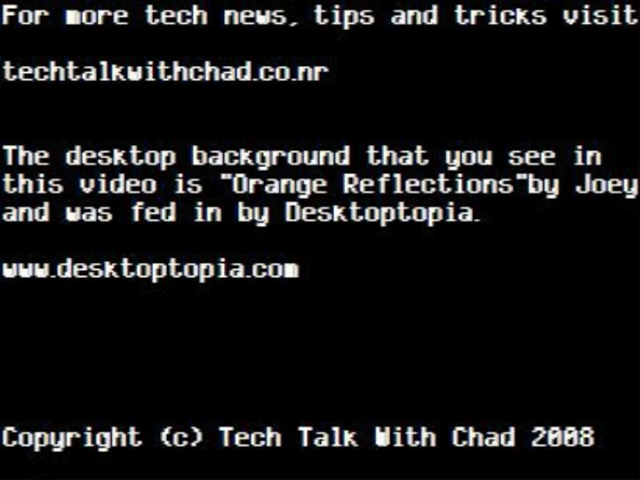 For more tech news, tips and tricks visit
techtalkwithchad.co.nr
The desktop background that you see in
this video is "Orange Reflections"by Joey
and was fed in by Desktoptopia.
www.desktoptopia.com
Copyright (c) Tech Talk With Chad 2008